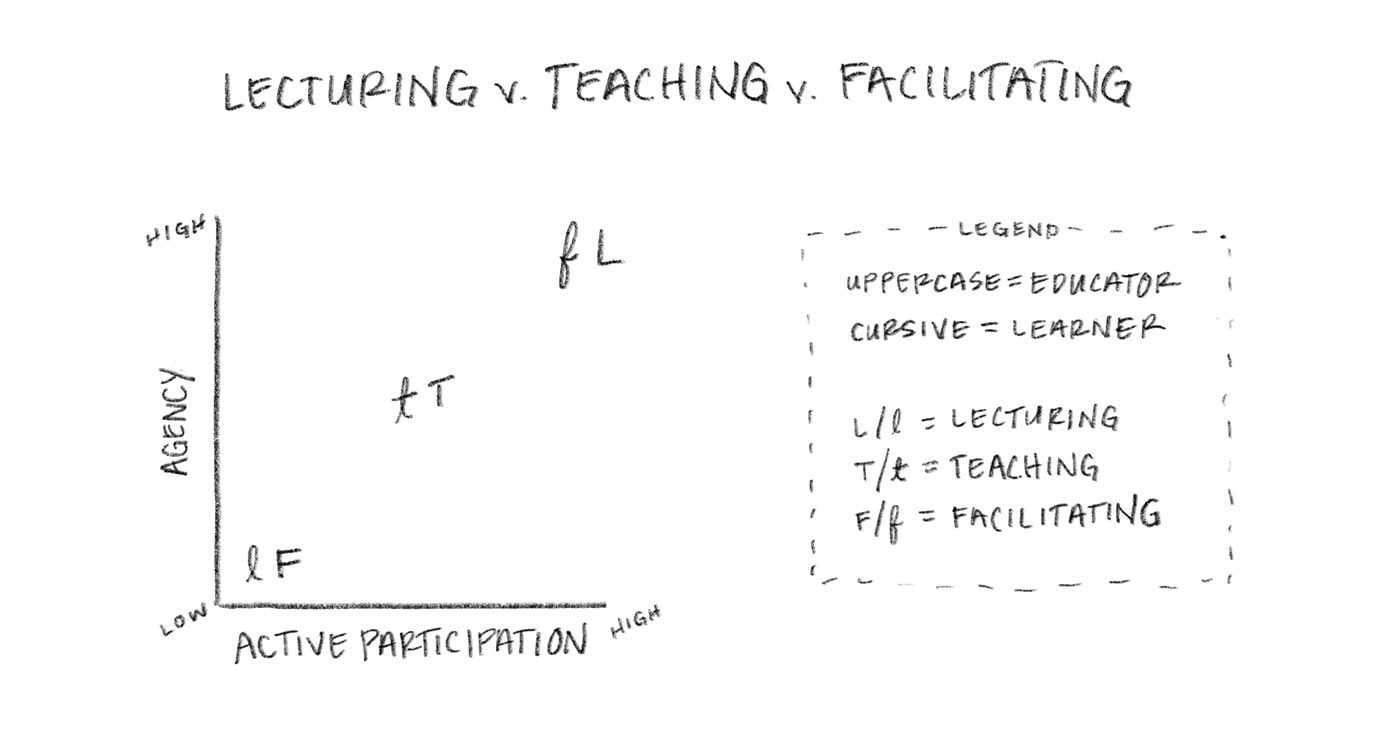 LECTURING v. TEACHING v. FACILITATING
HIGH
f L
t T
AGENCY
l F
LOW
ACTIVE PARTICIPATION
HIGH
LEGEND
UPPERCASE = EDUCATOR
CURSIVE = LEARNER
L/l = LECTURING
T/t = TEACHING
F/f = FACILITATING